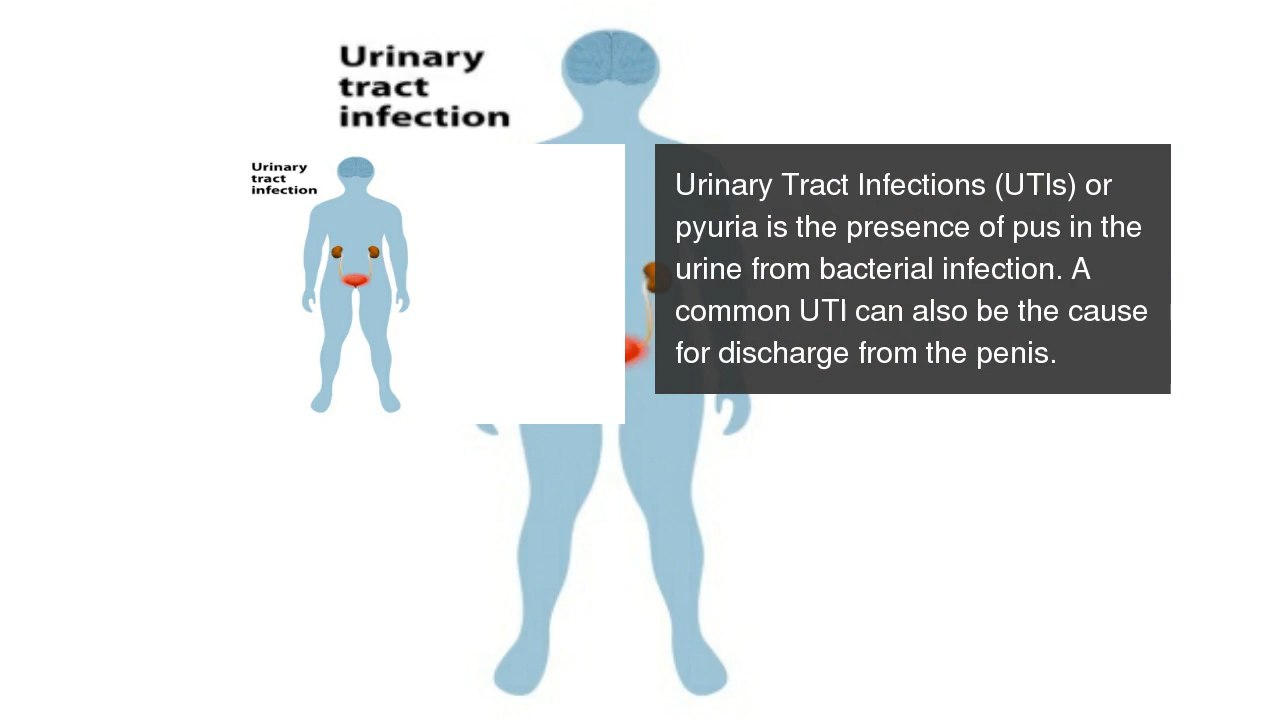 Urinary
tract
infection
Urinary
tract
infection
Urinary Tract Infections (UTIs) or
pyuria is the presence of pus in the
urine from bacterial infection. A
common UTI can also be the cause
for discharge from the penis.